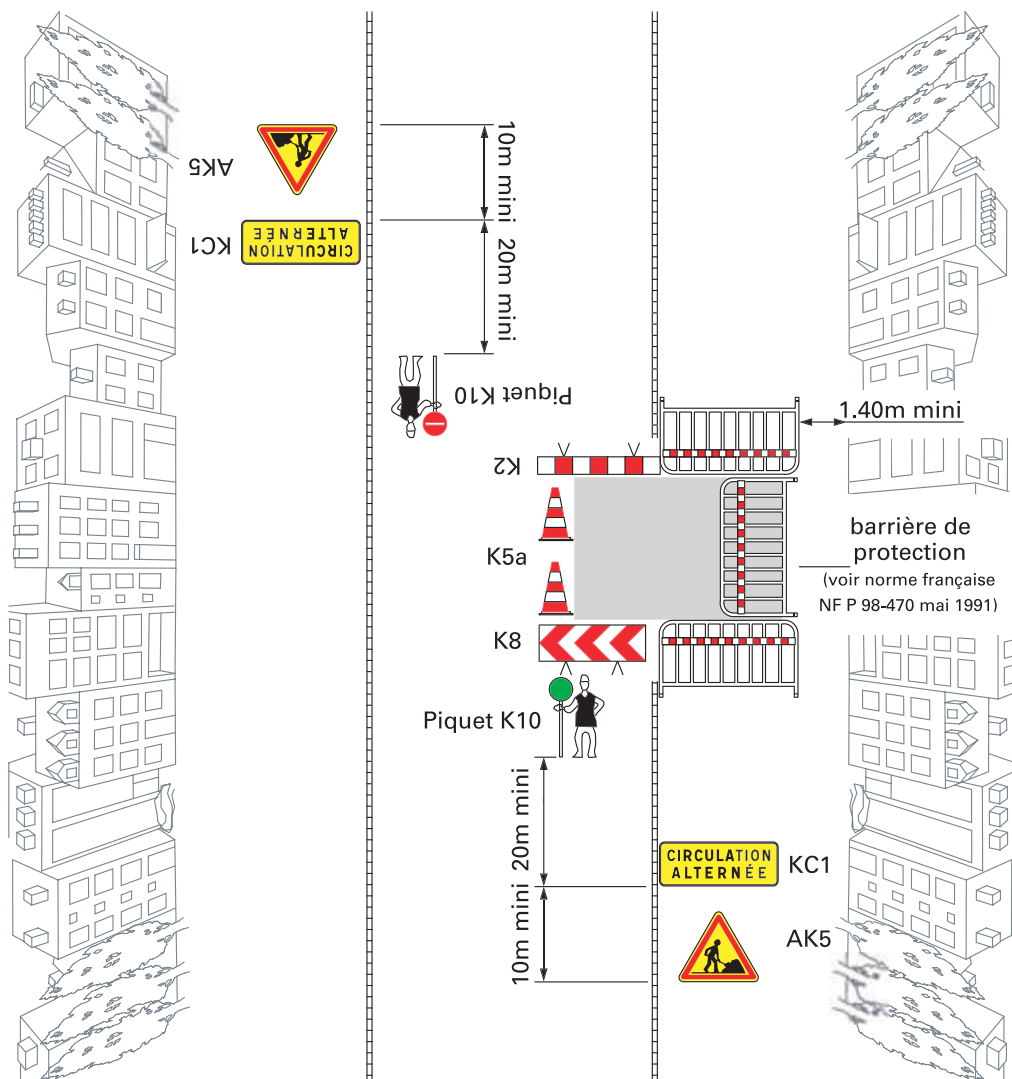 AK5
10m mini
KC1
CIRCULATION
ALTERNÉE
20m mini
Piquet K10
1.40m mini
K2
barrière de
protection
(voir norme française
NF P 98-470 mai 1991)
K5a
K8
Piquet K10
20m mini
CIRCULATION
ALTERNÉE
KC1
10m mini
AK5